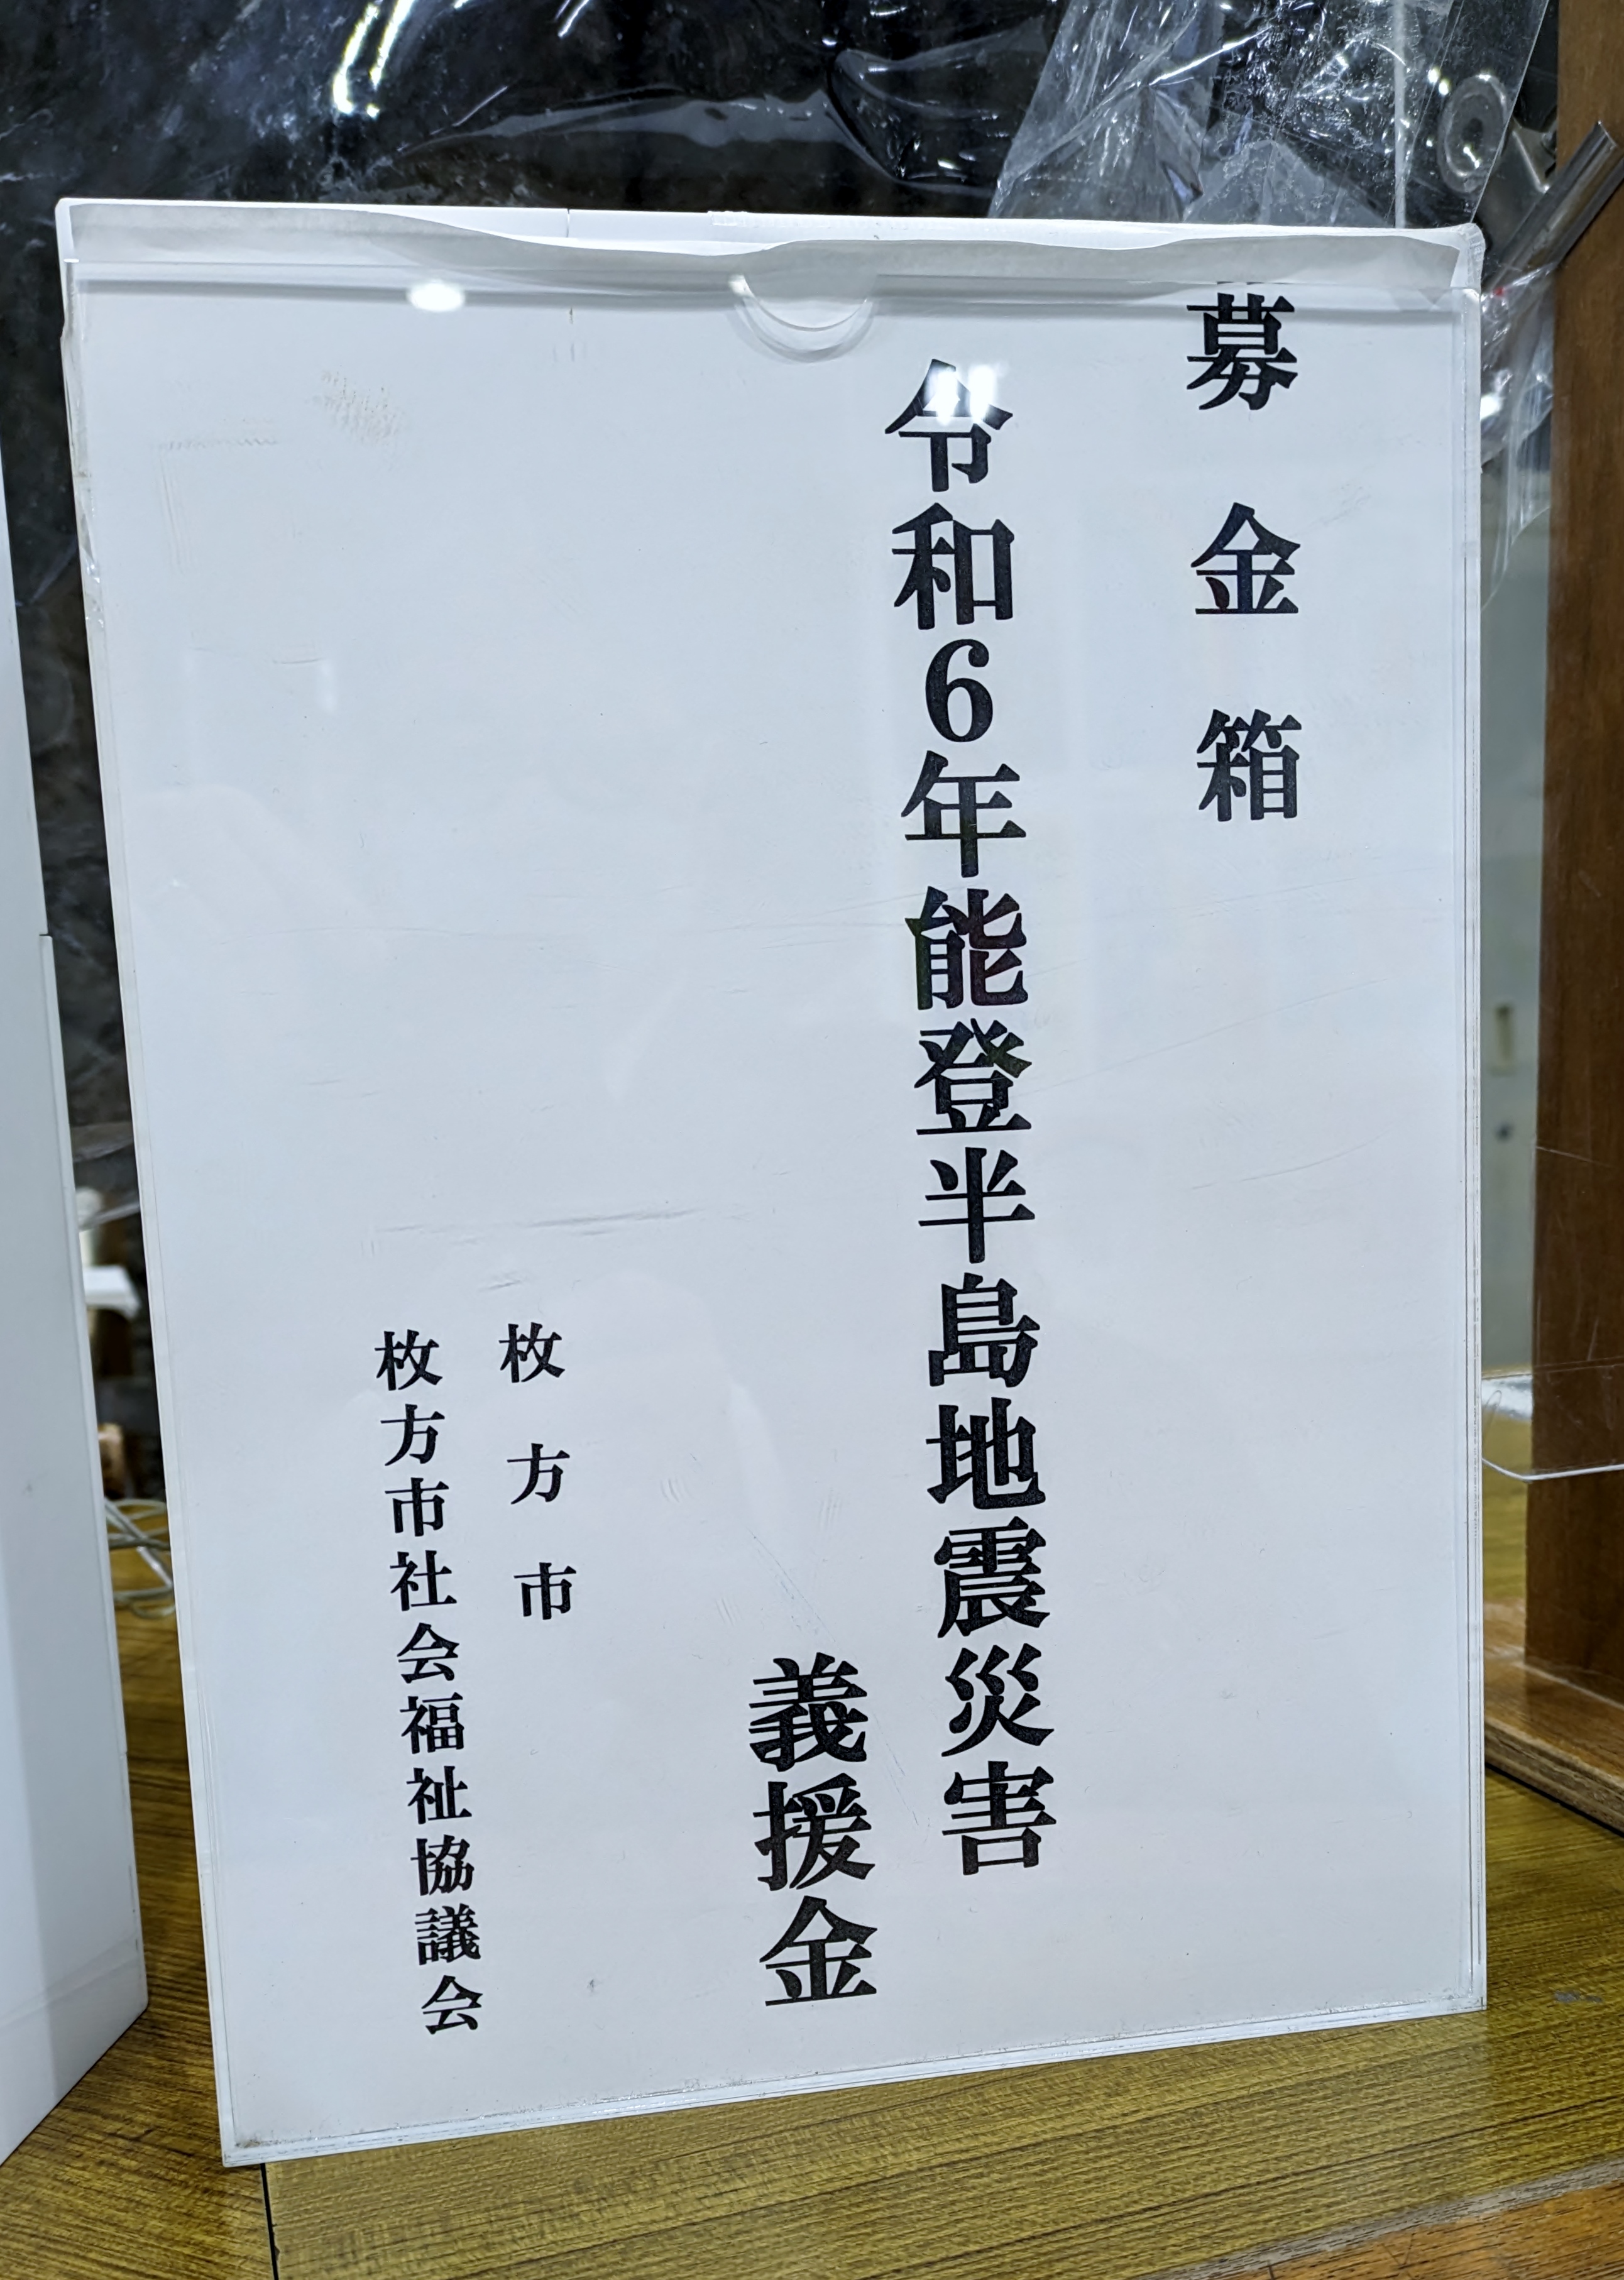 募金箱
令和6年能登半島地震災害
義援金
枚方市
枚方市社会福祉協議会